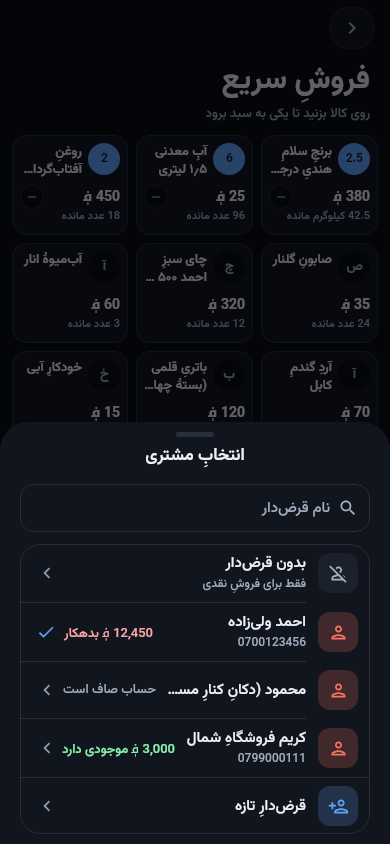 فروشِ سریع
روی کالا بزنید تا یکی به سبد برود
2.5
برنجِ سلامِ
هندیِ درج...
380 ؋
42.5 کیلوگرم مانده
6
آبِ معدنی
۱٫۵ لیتری
25 ؋
96 عدد مانده
2
روغنِ
آفتاب‌گردا...
450 ؋
18 عدد مانده
ص
صابونِ گلنار
35 ؋
24 عدد مانده
چ
چای سبزِ
احمد ۵۰۰ ...
320 ؋
12 عدد مانده
آ
آب‌میوهٔ انار
60 ؋
3 عدد مانده
آ
آردِ گندمِ
کابل
70 ؋
ب
باتریِ قلمی
(بستهٔ چها...
120 ؋
خ
خودکارِ آبی
15 ؋
انتخابِ مشتری
نام قرض‌دار
بدون قرض‌دار
فقط برای فروشِ نقدی
احمد ولی‌زاده
0700123456
12,450 ؋ بدهکار
محمود (دکانِ کنارِ مسـ...
حساب صاف است
کریم فروشگاهِ شمال
0799000111
3,000 ؋ موجودی دارد
قرض‌دارِ تازه